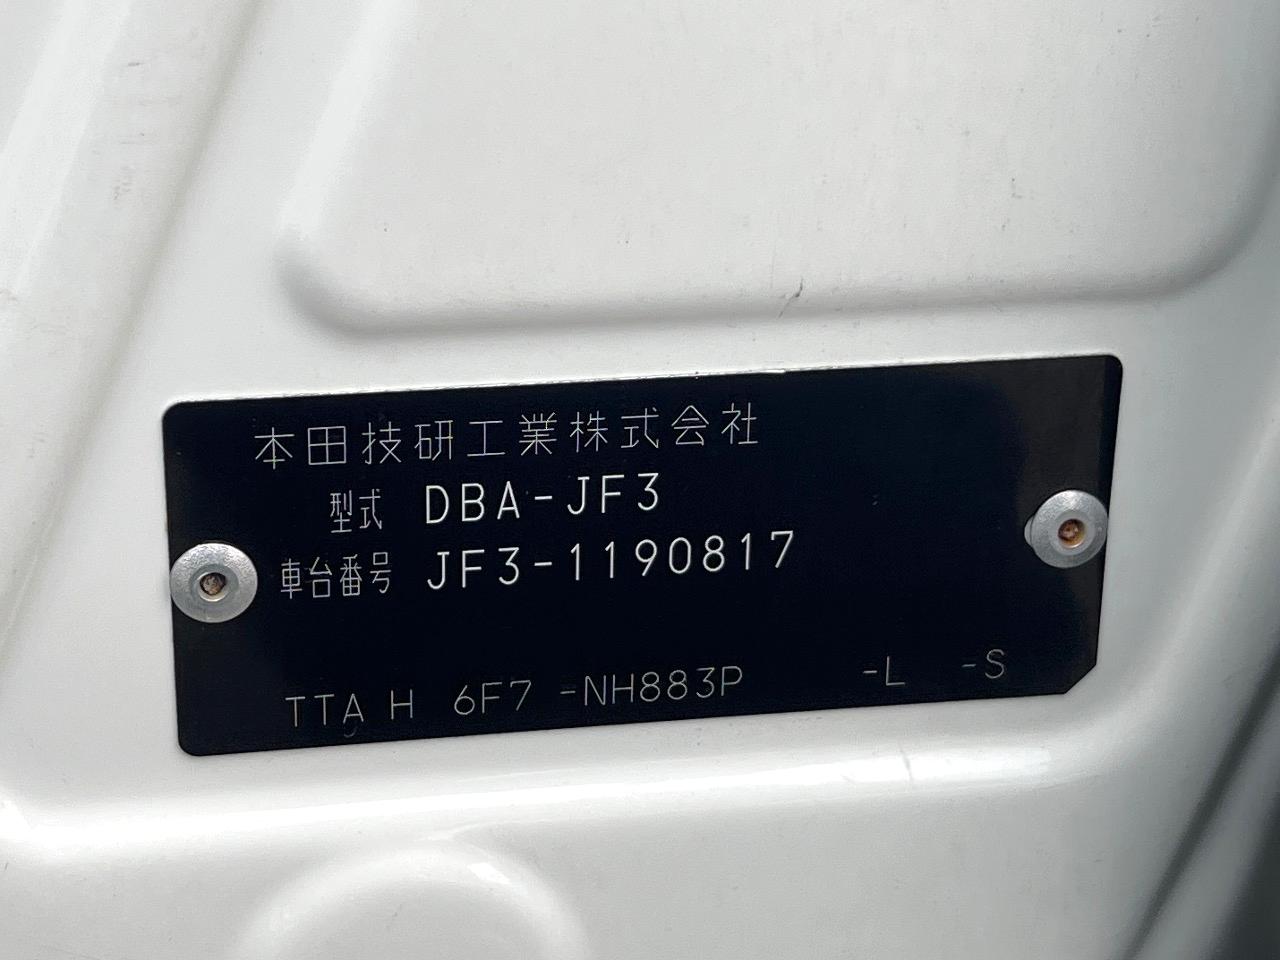 本田技研工業株式会社
型式 DBA-JF3
車台番号 JF3-1190817
TTA H 6F7 -NH883P -L -S